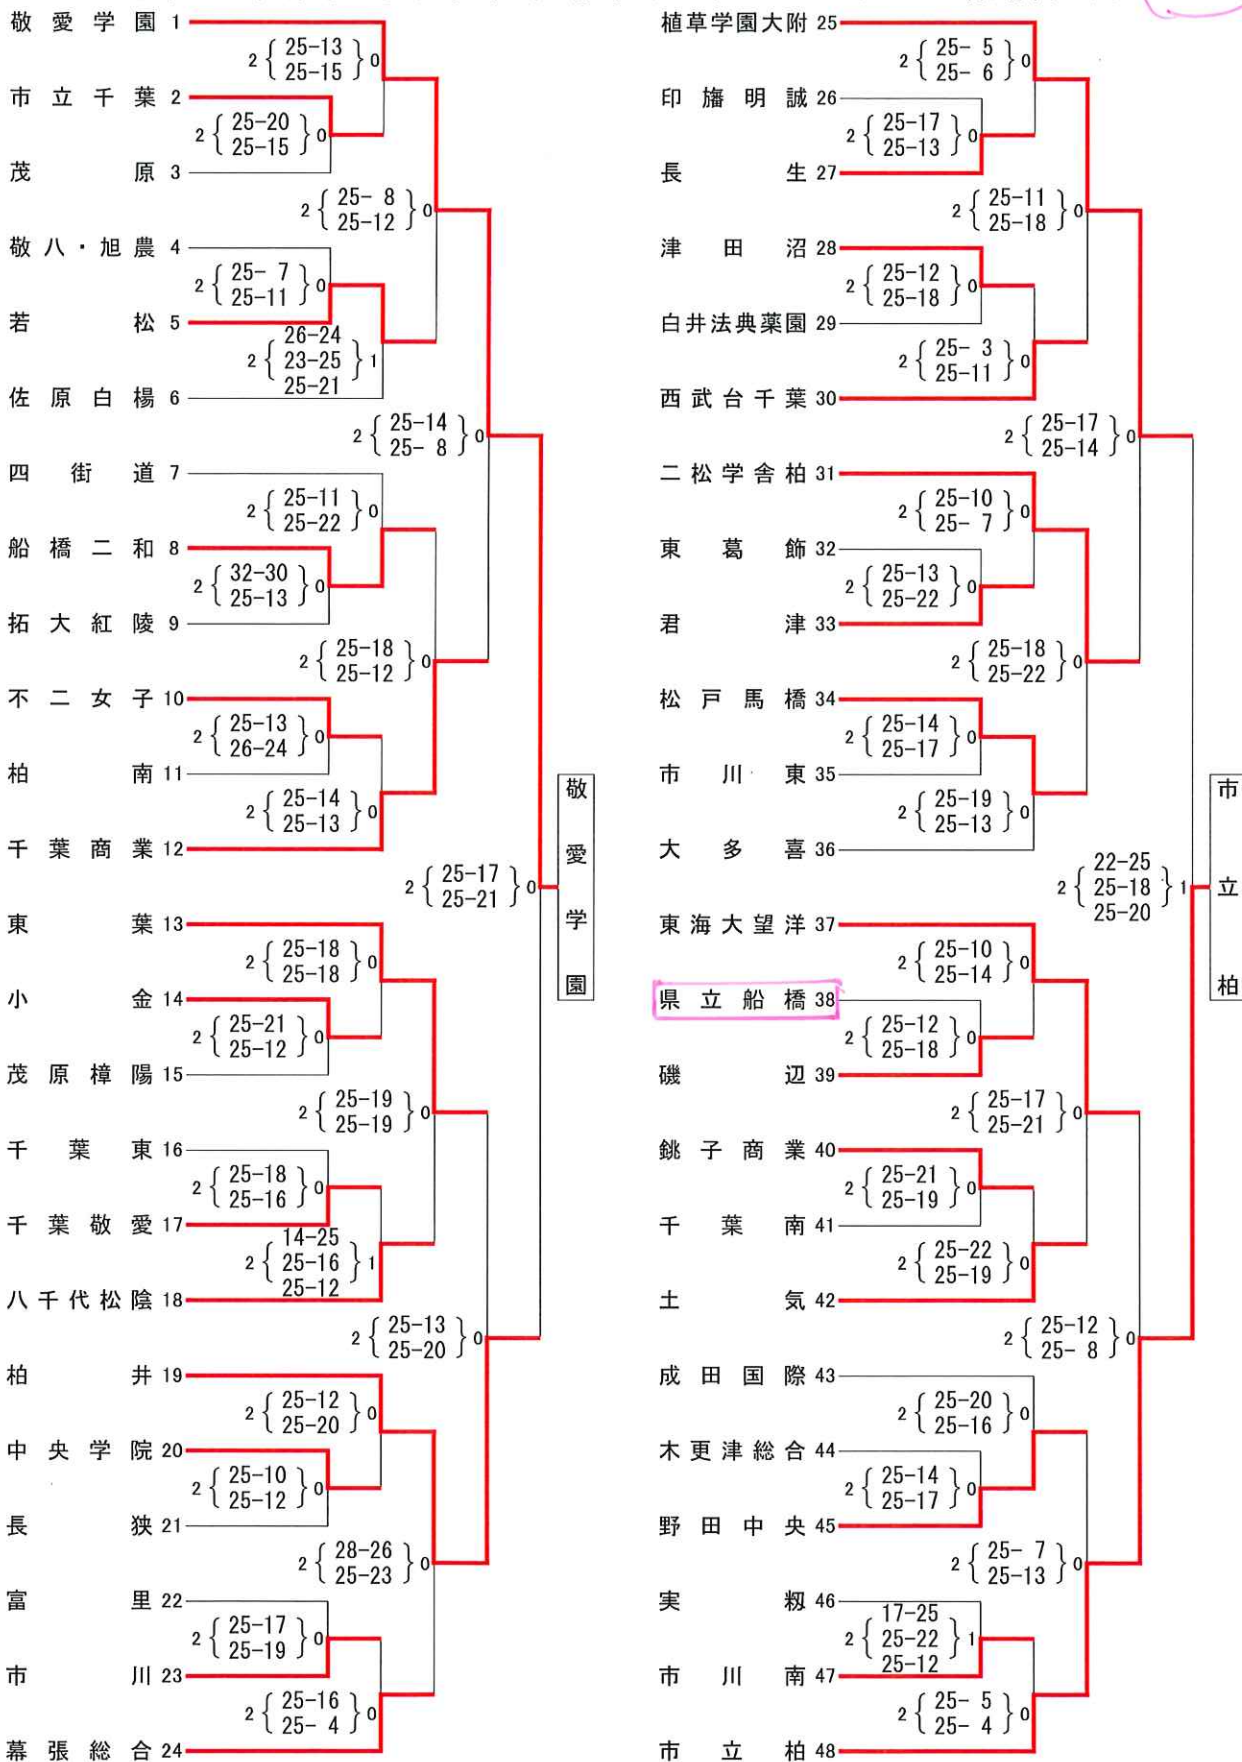 敬愛学園 1
2 { 25-13 } 0
25-15
市立千葉 2
2 { 25-20 } 0
25-15
茂原 3
2 { 25- 8 } 0
25-12
敬八・旭農 4
2 { 25- 7 } 0
25-11
若松 5
26-24
2 { 23-25 } 1
25-21
佐原白楊 6
2 { 25-14 } 0
25- 8
四街道 7
2 { 25-11 } 0
25-22
船橋二和 8
2 { 32-30 } 0
25-13
拓大紅陵 9
2 { 25-18 } 0
25-12
不二女子 10
2 { 25-13 } 0
26-24
柏南 11
2 { 25-14 } 0
25-13
千葉商業 12
2 { 25-17 } 0
25-21
敬愛学園
東葉 13
2 { 25-18 } 0
25-18
小金 14
2 { 25-21 } 0
25-12
茂原樟陽 15
2 { 25-19 } 0
25-19
千葉東 16
2 { 25-18 } 0
25-16
千葉敬愛 17
14-25
2 { 25-16 } 1
25-12
八千代松陰 18
2 { 25-13 } 0
25-20
柏井 19
2 { 25-12 } 0
25-20
中央学院 20
2 { 25-10 } 0
25-12
長狭 21
2 { 28-26 } 0
25-23
富里 22
2 { 25-17 } 0
25-19
市川 23
2 { 25-16 } 0
25- 4
幕張総合 24
植草学園大附 25
2 { 25- 5 } 0
25- 6
印旛明誠 26
2 { 25-17 } 0
25-13
長生 27
2 { 25-11 } 0
25-18
津田沼 28
2 { 25-12 } 0
25-18
白井法典薬園 29
2 { 25- 3 } 0
25-11
西武台千葉 30
2 { 25-17 } 0
25-14
二松学舎柏 31
2 { 25-10 } 0
25- 7
東葛飾 32
2 { 25-13 } 0
25-22
君津 33
2 { 25-18 } 0
25-22
松戸馬橋 34
2 { 25-14 } 0
25-17
市川東 35
2 { 25-19 } 0
25-13
大多喜 36
22-25
2 { 25-18 } 1
25-20
市立柏
東海大望洋 37
2 { 25-10 } 0
25-14
県立船橋 38
2 { 25-12 } 0
25-18
磯辺 39
2 { 25-17 } 0
25-21
銚子商業 40
2 { 25-21 } 0
25-19
千葉南 41
2 { 25-22 } 0
25-19
土気 42
2 { 25-12 } 0
25- 8
成田国際 43
2 { 25-20 } 0
25-16
木更津総合 44
2 { 25-14 } 0
25-17
野田中央 45
2 { 25- 7 } 0
25-13
実籾 46
17-25
2 { 25-22 } 1
25-12
市川南 47
2 { 25- 5 } 0
25- 4
市立柏 48